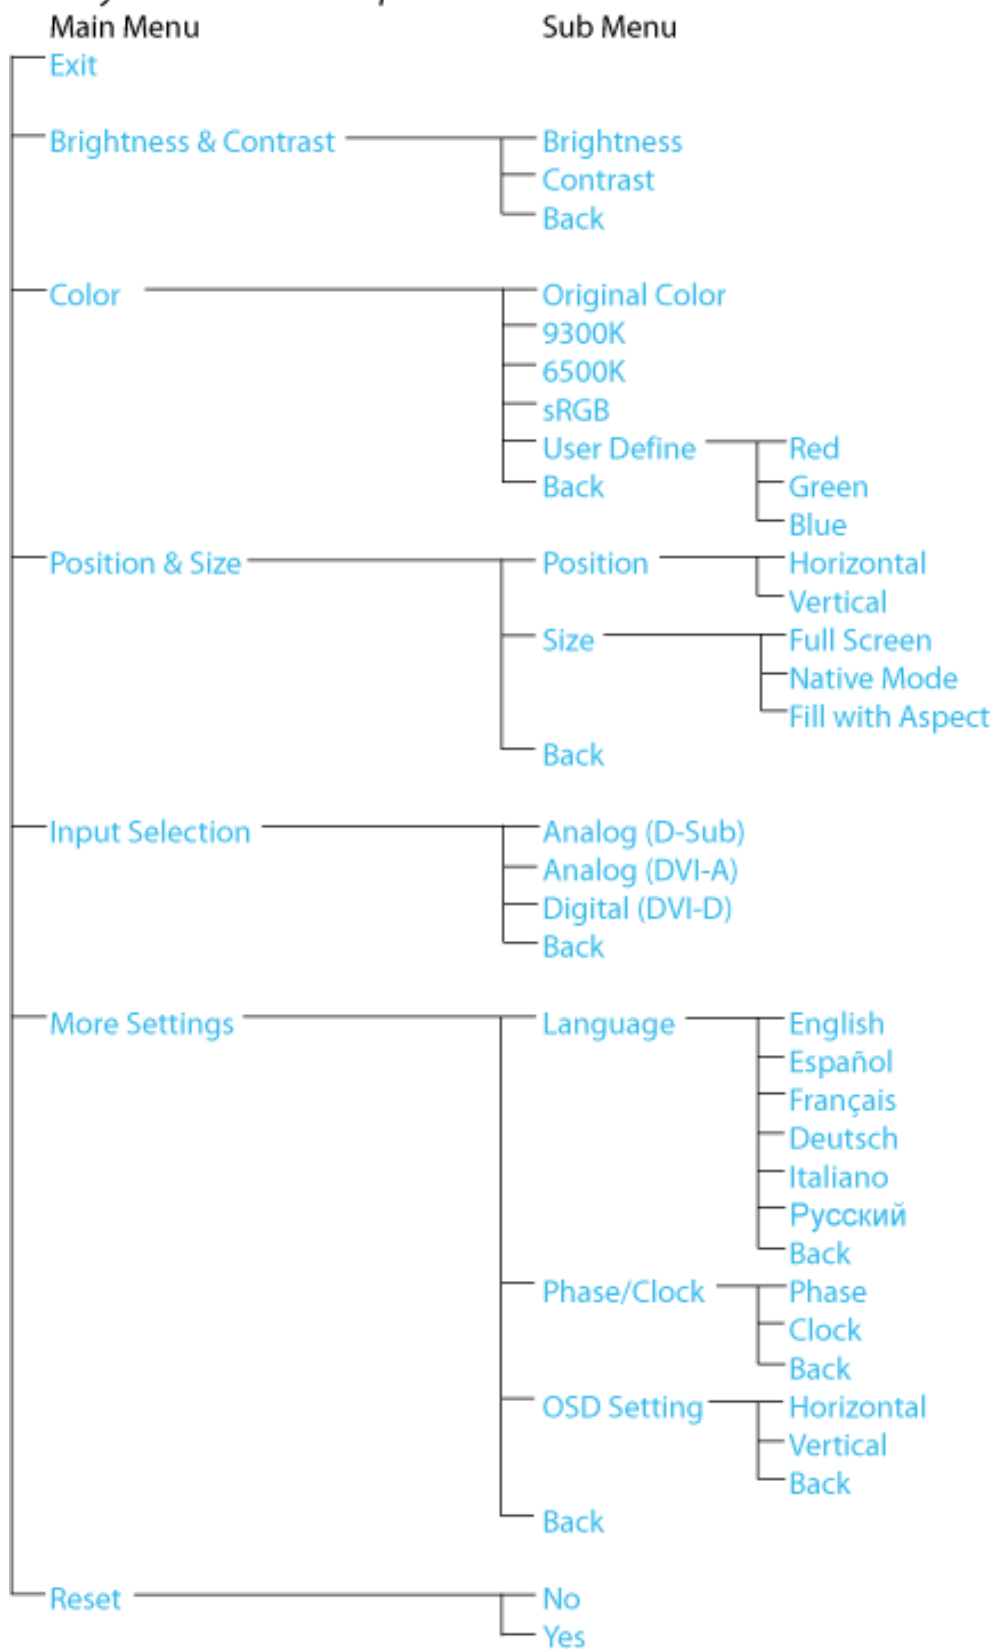 Main Menu Sub Menu
Exit
Brightness & Contrast Brightness
Contrast
Back
Color Original Color
9300K
6500K
sRGB
User Define Red
Back Green
Blue
Position & Size Position Horizontal
Vertical
Size Full Screen
Native Mode
Fill with Aspect
Back
Input Selection Analog (D-Sub)
Analog (DVI-A)
Digital (DVI-D)
Back
More Settings Language English
Español
Français
Deutsch
Italiano
Русский
Back
Phase/Clock Phase
Clock
Back
OSD Setting Horizontal
Vertical
Back
Back
Reset No
Yes